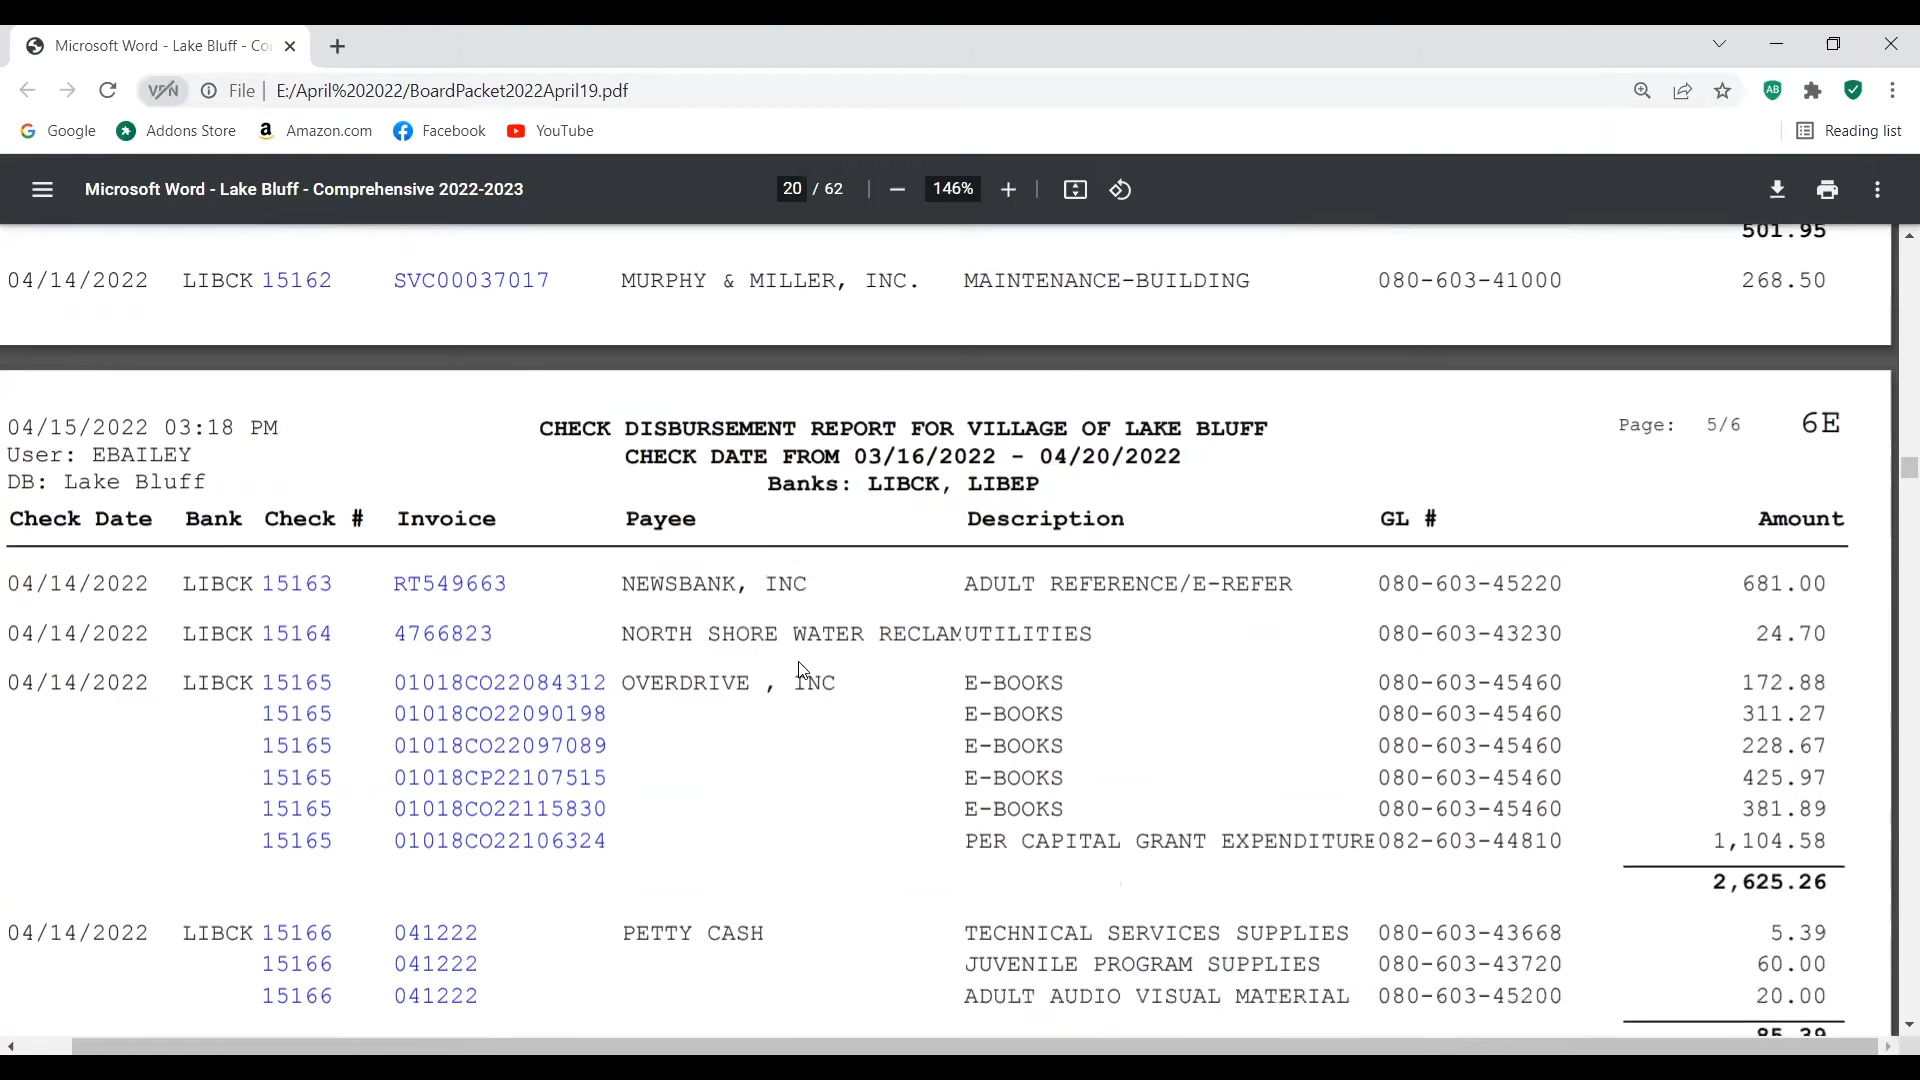 Microsoft Word - Lake Bluff - Co
File | E:/April%202022/BoardPacket2022April19.pdf
Google Addons Store Amazon.com Facebook YouTube Reading list
Microsoft Word - Lake Bluff - Comprehensive 2022-2023 20 / 62 146%
501.95
04/14/2022 LIBCK 15162 SVC00037017 MURPHY & MILLER, INC. MAINTENANCE-BUILDING 080-603-41000 268.50
04/15/2022 03:18 PM CHECK DISBURSEMENT REPORT FOR VILLAGE OF LAKE BLUFF Page: 5/6 6E
User: EBAILEY CHECK DATE FROM 03/16/2022 - 04/20/2022
DB: Lake Bluff Banks: LIBCK, LIBEP
Check Date Bank Check # Invoice Payee Description GL # Amount
04/14/2022 LIBCK 15163 RT549663 NEWSBANK, INC ADULT REFERENCE/E-REFER 080-603-45220 681.00
04/14/2022 LIBCK 15164 4766823 NORTH SHORE WATER RECLAM UTILITIES 080-603-43230 24.70
04/14/2022 LIBCK 15165 01018CO22084312 OVERDRIVE , INC E-BOOKS 080-603-45460 172.88
15165 01018CO22090198 E-BOOKS 080-603-45460 311.27
15165 01018CO22097089 E-BOOKS 080-603-45460 228.67
15165 01018CP22107515 E-BOOKS 080-603-45460 425.97
15165 01018CO22115830 E-BOOKS 080-603-45460 381.89
15165 01018CO22106324 PER CAPITAL GRANT EXPENDITURE 082-603-44810 1,104.58
2,625.26
04/14/2022 LIBCK 15166 041222 PETTY CASH TECHNICAL SERVICES SUPPLIES 080-603-43668 5.39
15166 041222 JUVENILE PROGRAM SUPPLIES 080-603-43720 60.00
15166 041222 ADULT AUDIO VISUAL MATERIAL 080-603-45200 20.00
85.39